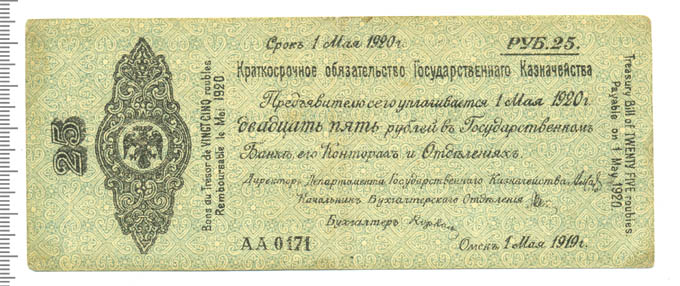 Срокъ 1 Мая 1920 г.
РУБ. 25.
Краткосрочное обязательство Государственнаго Казначейства
Предъявителю сего уплачивается 1 Мая 1920 г.
двадцать пять рублей въ Государственномъ
Банкѣ, его Конторахъ и Отдѣленіяхъ.
Директоръ Департамента Государственнаго Казначейства
Начальникъ Бухгалтерскаго Отдѣленія
Бухгалтеръ
АА 0171
Омскъ 1 Мая 1919 г.
25
Bons du Trésor de VINGT CINQ roubles
Remboursable le Mai 1920
Treasury Bill of TWENTY FIVE roubles
Payable on 1 May 1920.